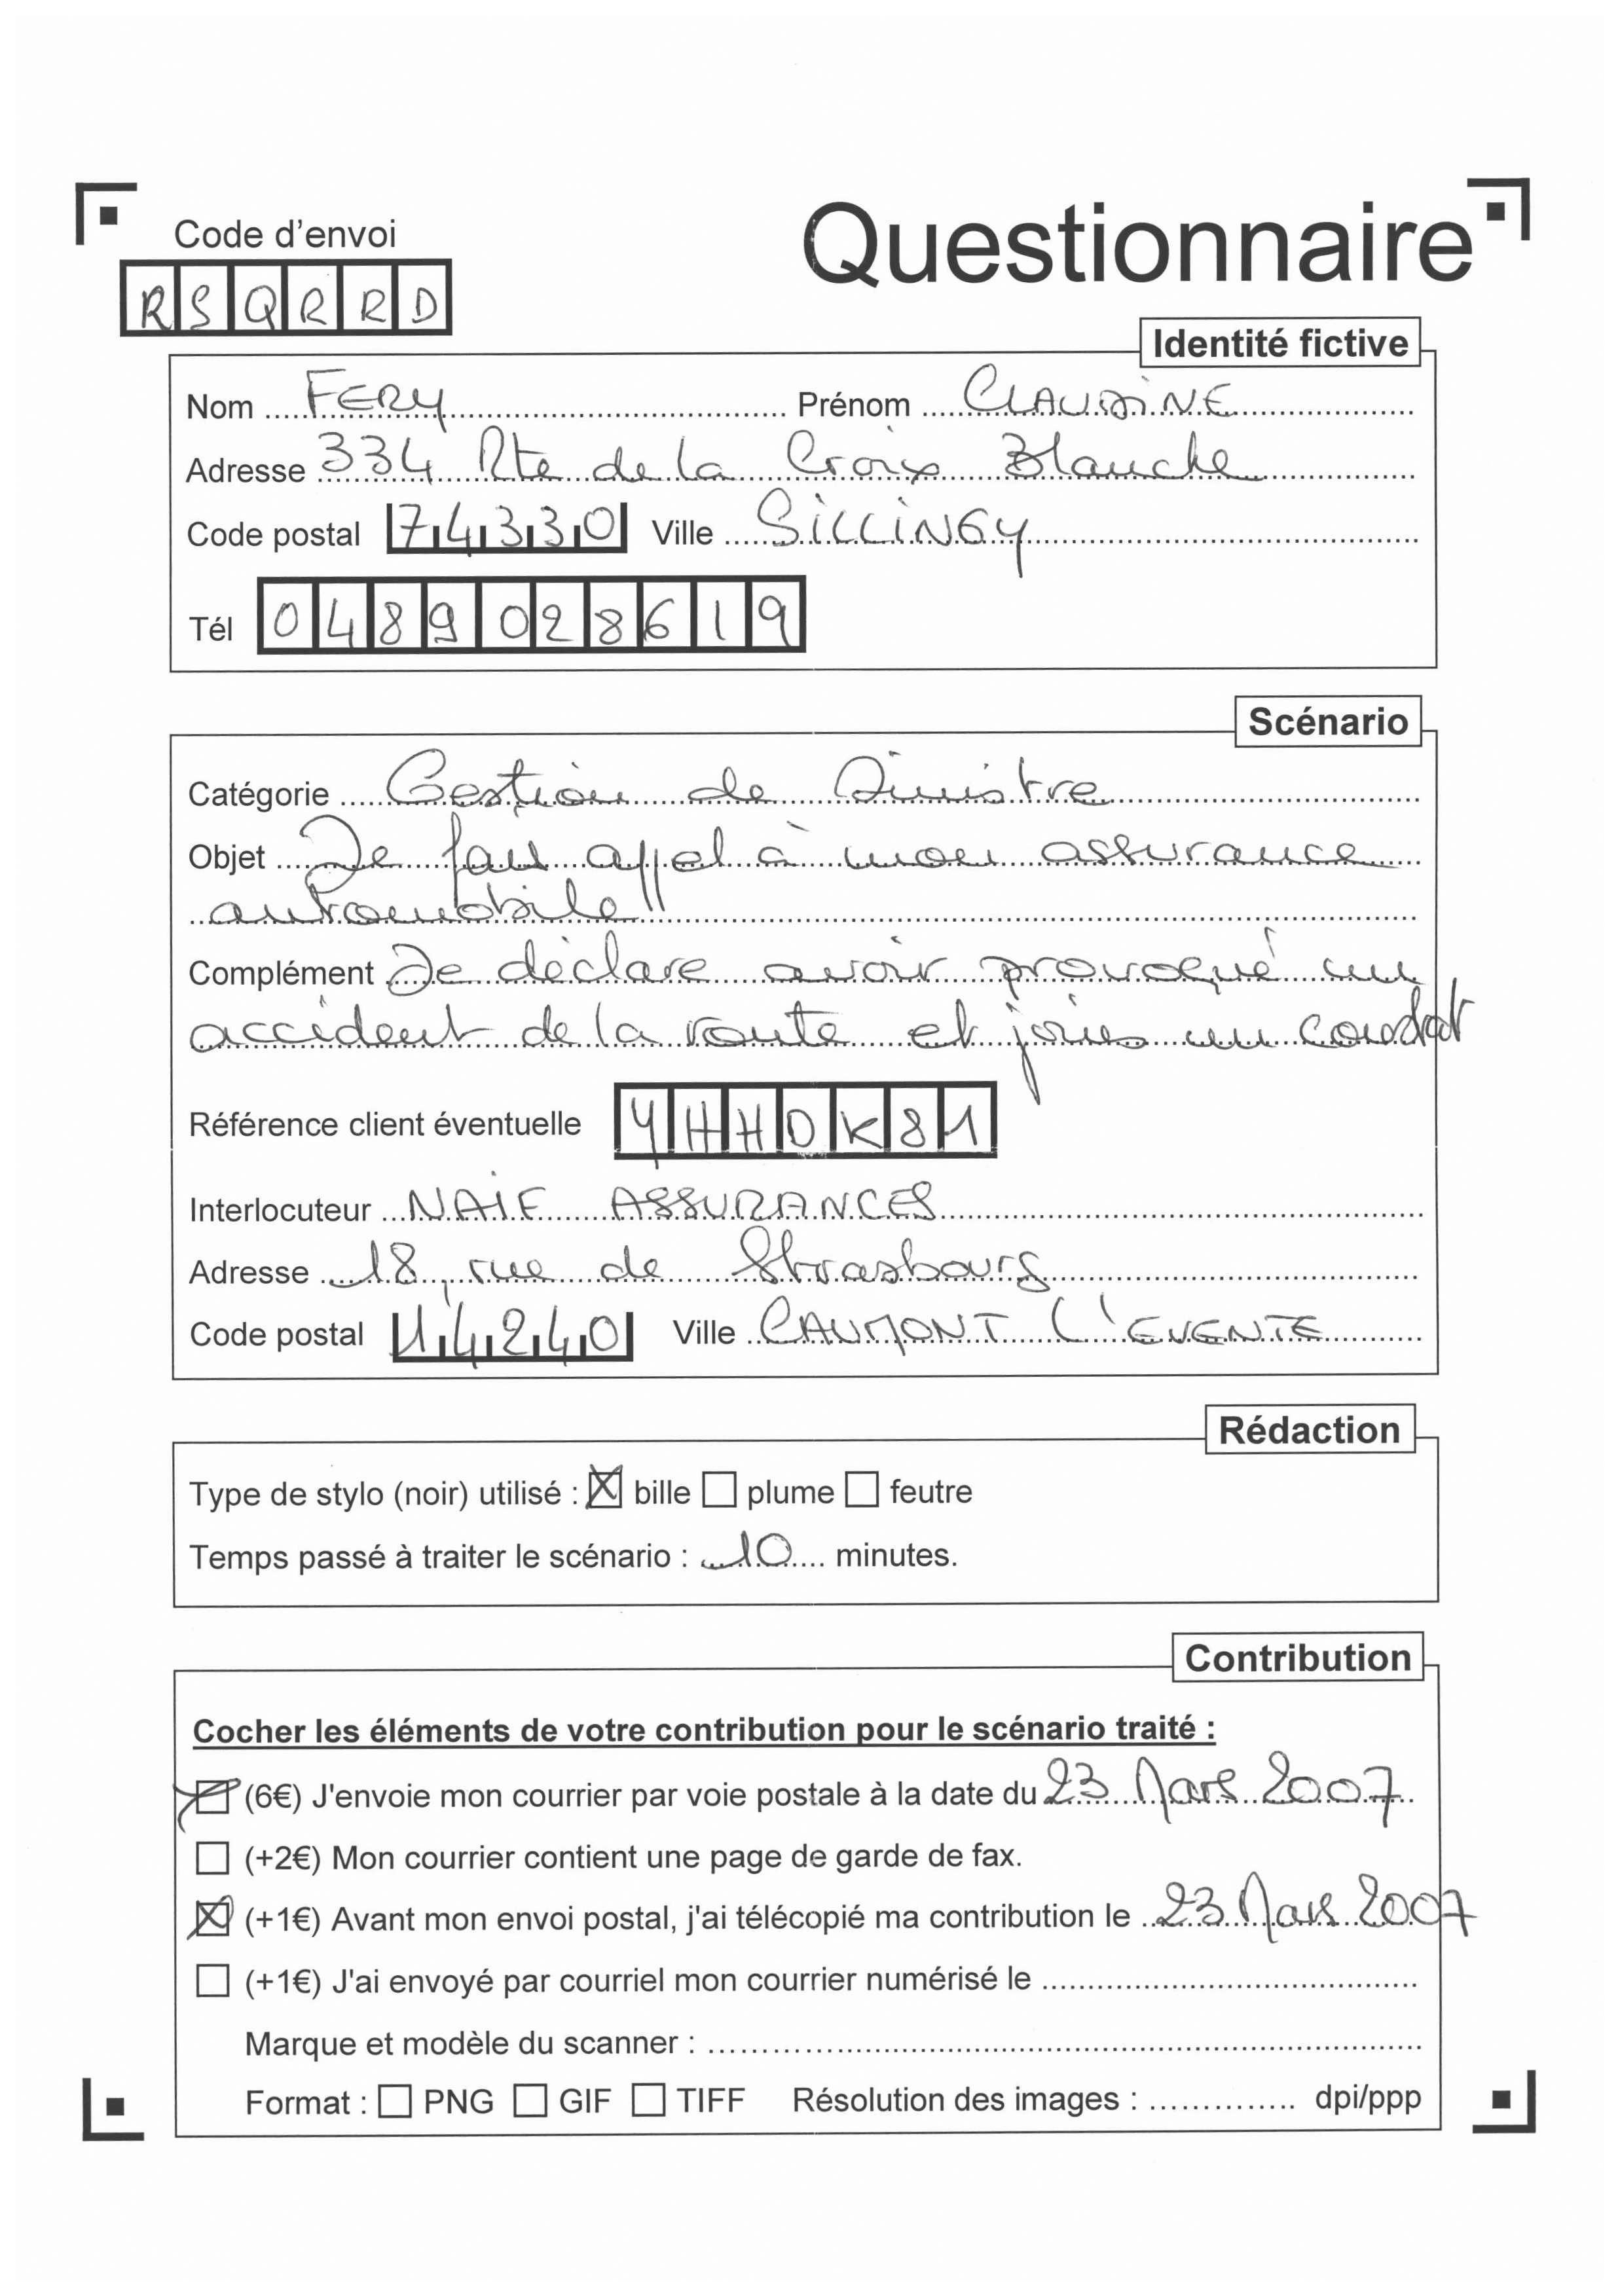 Code d'envoi
Questionnaire
RSQRRD
Identité fictive
Nom FERY Prénom CLAUDINE
Adresse 334 Rte de la Croix Blanche
Code postal 74330 Ville SILLINGY
Tél 0489028619
Scénario
Catégorie Gestion de Sinistre
Objet Je fais appel à mon assurance
automobile
Complément Je déclare avoir provoqué un
accident de la route et joins un constat
Référence client éventuelle YHHDK81
Interlocuteur NAIF ASSURANCES
Adresse 18, rue de Strasbourg
Code postal 14240 Ville CAUMONT L'EVENTE
Rédaction
Type de stylo (noir) utilisé : bille plume feutre
Temps passé à traiter le scénario : 10 minutes.
Contribution
Cocher les éléments de votre contribution pour le scénario traité :
(6€) J'envoie mon courrier par voie postale à la date du 23 Mars 2007
(+2€) Mon courrier contient une page de garde de fax.
(+1€) Avant mon envoi postal, j'ai télécopié ma contribution le 23 Mars 2007
(+1€) J'ai envoyé par courriel mon courrier numérisé le
Marque et modèle du scanner :
Format : PNG GIF TIFF Résolution des images : dpi/ppp